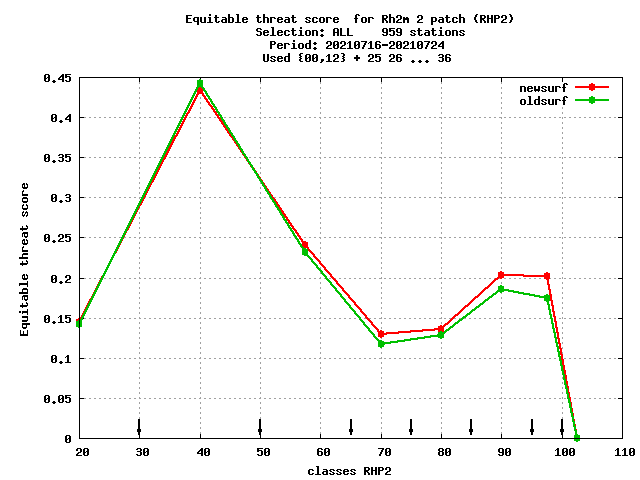 Equitable threat score  for Rh2m 2 patch (RHP2)
Selection: ALL    959 stations
Period: 20210716-20210724
Used {00,12} + 25 26 ... 36
newsurf
oldsurf
Equitable threat score
0.45
0.4
0.35
0.3
0.25
0.2
0.15
0.1
0.05
0
20 30 40 50 60 70 80 90 100 110
classes RHP2